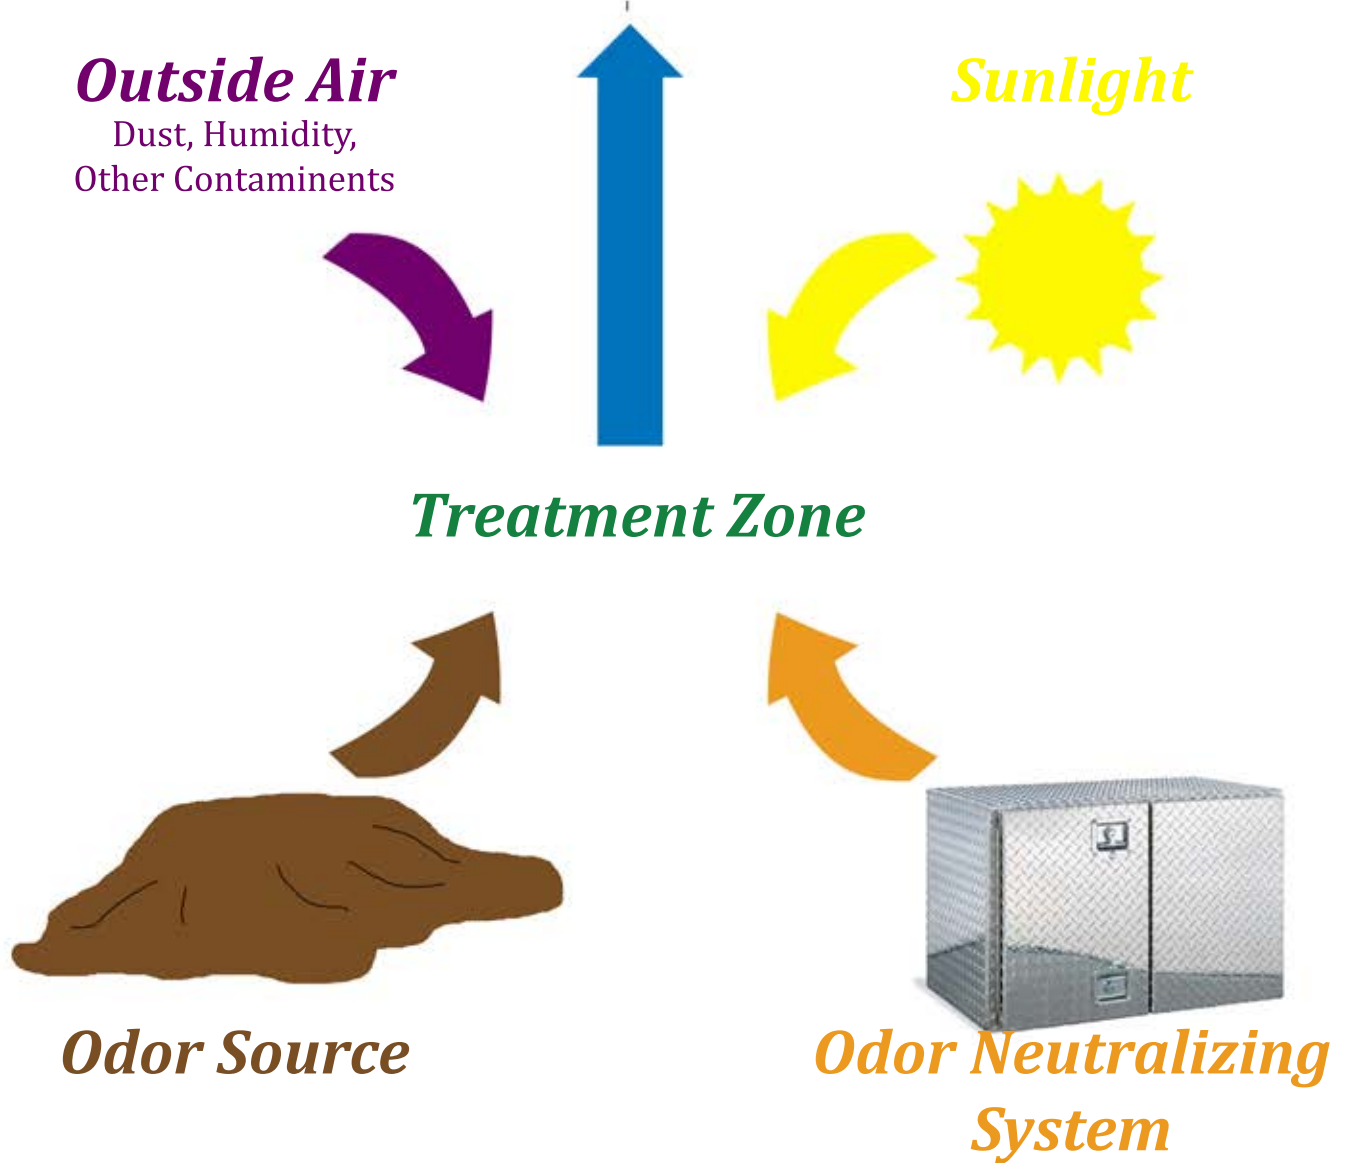 Outside Air
Dust, Humidity,
Other Contaminents
Sunlight
Treatment Zone
Odor Source
Odor Neutralizing
System